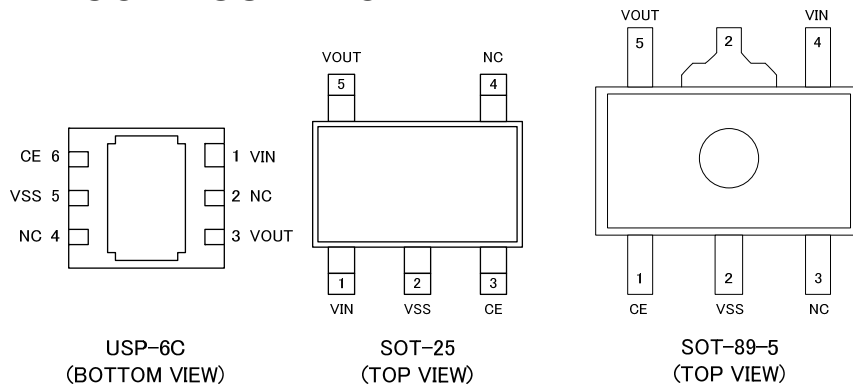 CE 6
VSS 5
NC 4
1 VIN
2 NC
3 VOUT
USP-6C
(BOTTOM VIEW)
VOUT NC
5 4
1 2 3
VIN VSS CE
SOT-25
(TOP VIEW)
VOUT VIN
5 2 4
1 2 3
CE VSS NC
SOT-89-5
(TOP VIEW)